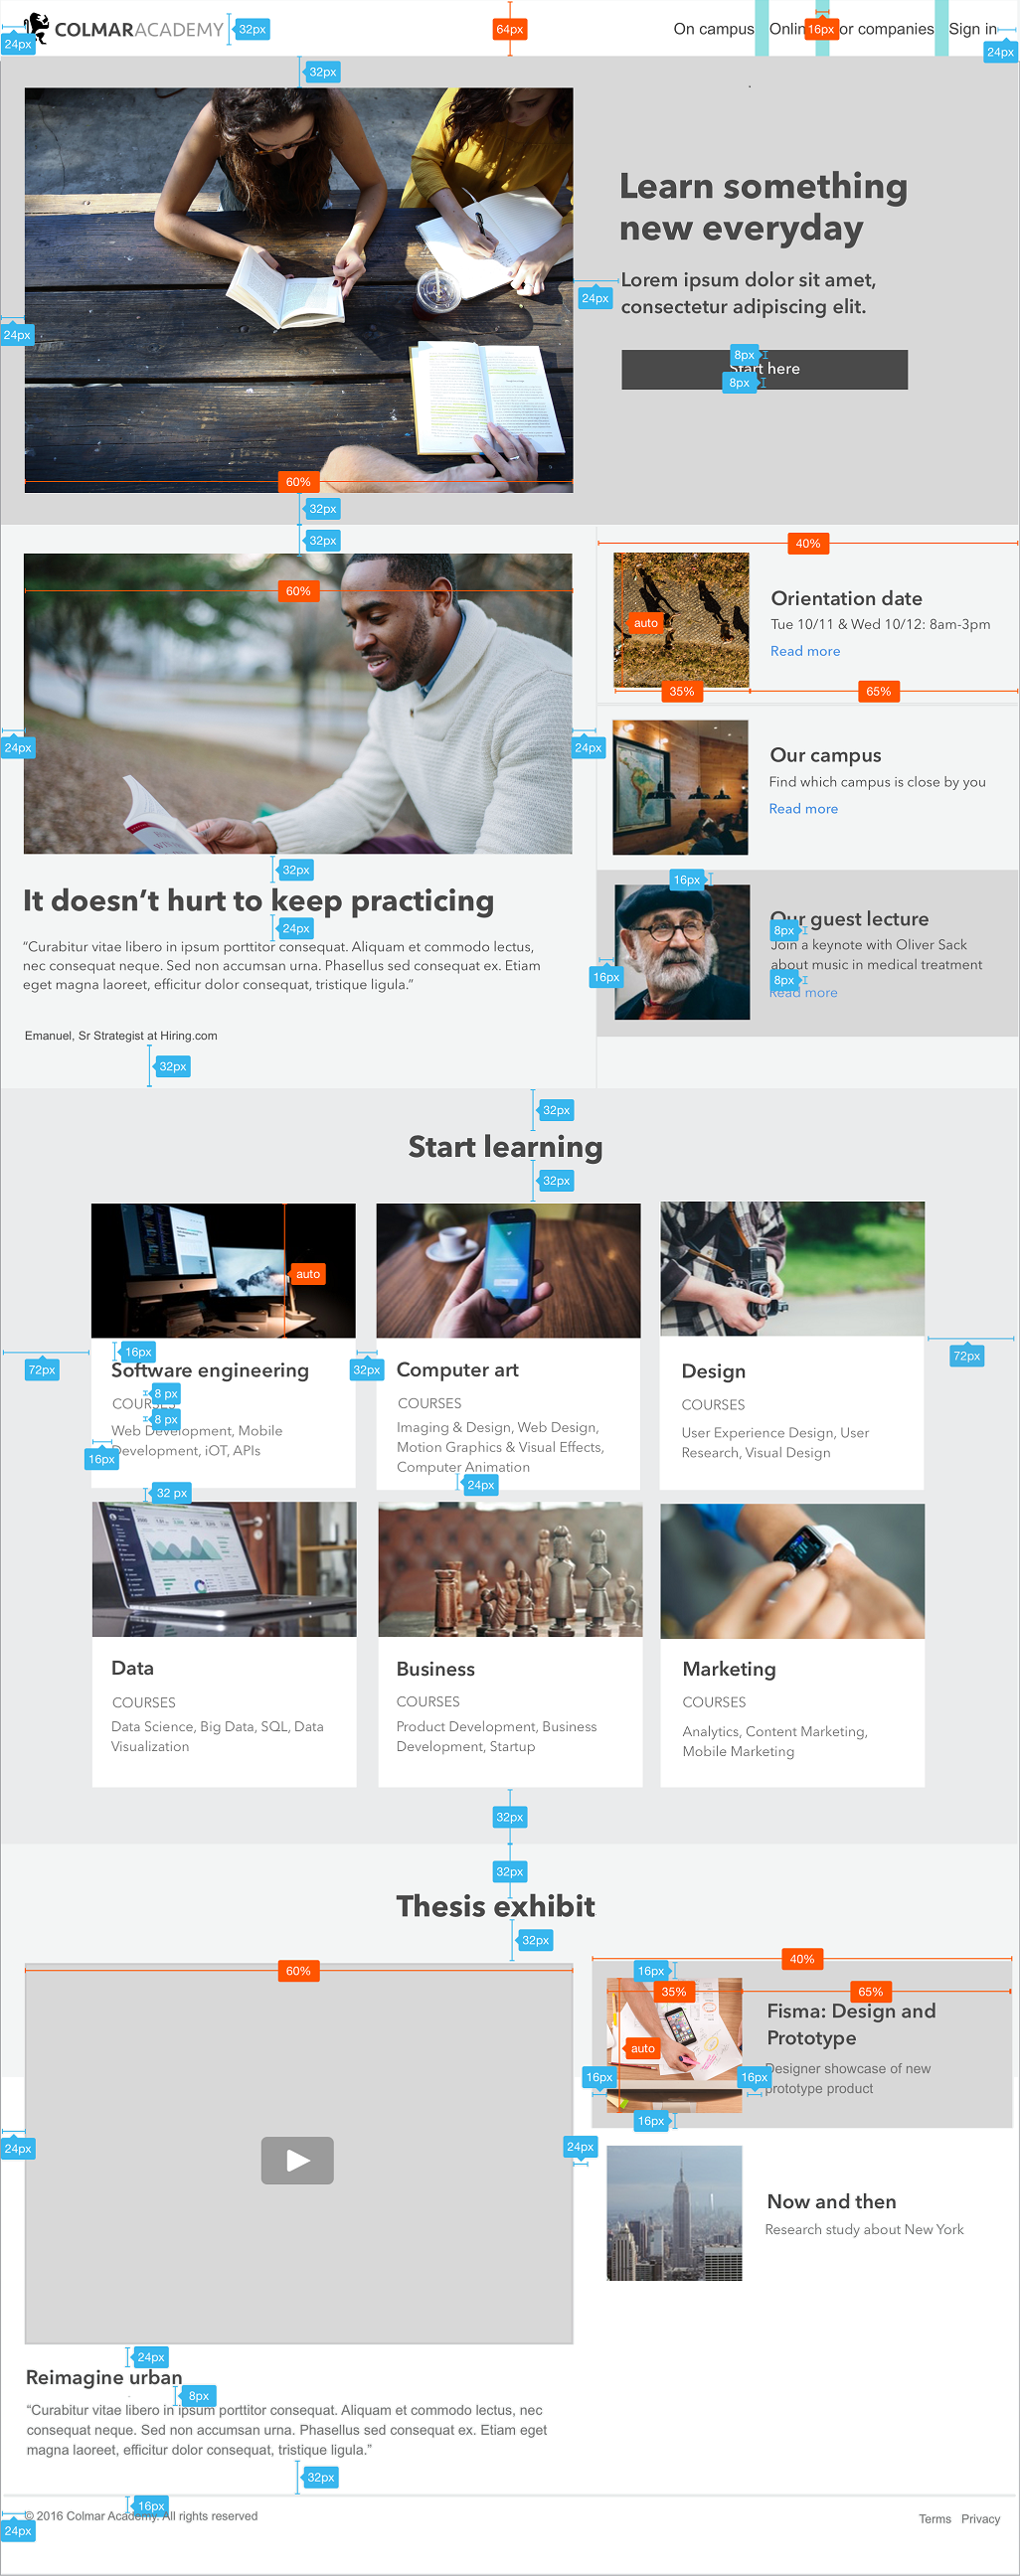 COLMARACADEMY
32px
64px
On campus
Online
16px
For companies
Sign in
24px
24px
32px
Learn something
new everyday
Lorem ipsum dolor sit amet,
consectetur adipiscing elit.
24px
24px
8px
Start here
8px
60%
32px
32px
40%
60%
Orientation date
auto
Tue 10/11 & Wed 10/12: 8am-3pm
Read more
35%
65%
24px
24px
Our campus
Find which campus is close by you
Read more
32px
16px
It doesn’t hurt to keep practicing
24px
Our guest lecture
8px
“Curabitur vitae libero in ipsum porttitor consequat. Aliquam et commodo lectus,
nec consequat neque. Sed non accumsan urna. Phasellus sed consequat ex. Etiam
eget magna laoreet, efficitur dolor consequat, tristique ligula.”
Join a keynote with Oliver Sack
about music in medical treatment
16px
8px
Read more
Emanuel, Sr Strategist at Hiring.com
32px
32px
Start learning
32px
auto
16px
72px
32px
72px
Software engineering
8 px
COURSES
8 px
Web Development, Mobile
Development, iOT, APIs
16px
Computer art
COURSES
Imaging & Design, Web Design,
Motion Graphics & Visual Effects,
Computer Animation
24px
Design
COURSES
User Experience Design, User
Research, Visual Design
32 px
Data
COURSES
Data Science, Big Data, SQL, Data
Visualization
Business
COURSES
Product Development, Business
Development, Startup
Marketing
COURSES
Analytics, Content Marketing,
Mobile Marketing
32px
32px
Thesis exhibit
32px
60%
40%
16px
35%
65%
Fisma: Design and
Prototype
auto
16px
16px
Designer showcase of new
prototype product
16px
24px
24px
Now and then
Research study about New York
24px
Reimagine urban
8px
“Curabitur vitae libero in ipsum porttitor consequat. Aliquam et commodo lectus, nec
consequat neque. Sed non accumsan urna. Phasellus sed consequat ex. Etiam eget
magna laoreet, efficitur dolor consequat, tristique ligula.”
32px
16px
© 2016 Colmar Academy. All rights reserved
24px
Terms
Privacy